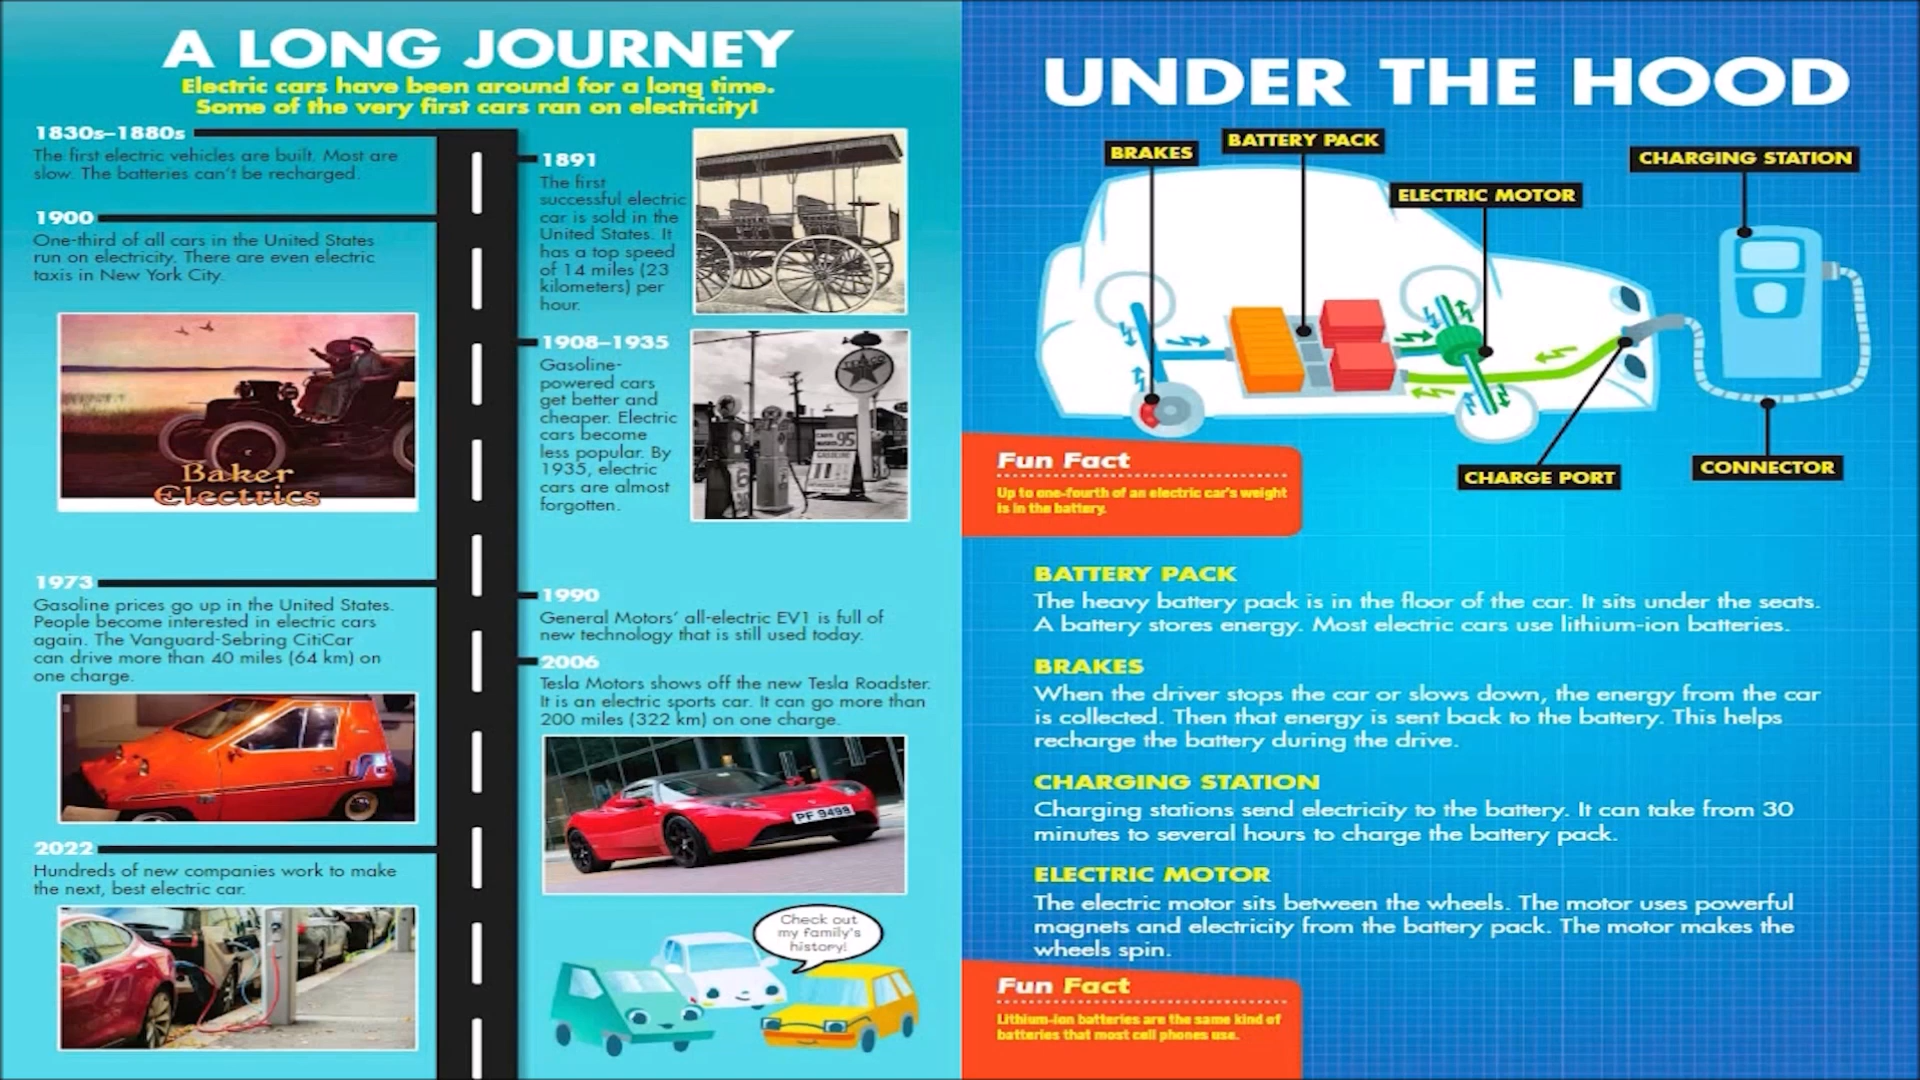 A LONG JOURNEY
Electric cars have been around for a long time.
Some of the very first cars ran on electricity!
1830s–1880s
The first electric vehicles are built. Most are
slow. The batteries can't be recharged.
1891
The first
successful electric
car is sold in the
United States. It
has a top speed
of 14 miles (23
kilometers) per
hour.
1900
One-third of all cars in the United States
run on electricity. There are even electric
taxis in New York City.
Baker
Electrics
1908–1935
Gasoline-
powered cars
get better and
cheaper. Electric
cars become
less popular. By
1935, electric
cars are almost
forgotten.
TEXACO
95
GASOLINE
1973
Gasoline prices go up in the United States.
People become interested in electric cars
again. The Vanguard-Sebring CitiCar
can drive more than 40 miles (64 km) on
one charge.
1990
General Motors' all-electric EV1 is full of
new technology that is still used today.
2006
Tesla Motors shows off the new Tesla Roadster.
It is an electric sports car. It can go more than
200 miles (322 km) on one charge.
PF 9499
2022
Hundreds of new companies work to make
the next, best electric car.
Check out
my family's
history!
UNDER THE HOOD
BRAKES
BATTERY PACK
ELECTRIC MOTOR
CHARGING STATION
CHARGE PORT
CONNECTOR
Fun Fact
Up to one-fourth of an electric car's weight
is in the battery.
BATTERY PACK
The heavy battery pack is in the floor of the car. It sits under the seats.
A battery stores energy. Most electric cars use lithium-ion batteries.
BRAKES
When the driver stops the car or slows down, the energy from the car
is collected. Then that energy is sent back to the battery. This helps
recharge the battery during the drive.
CHARGING STATION
Charging stations send electricity to the battery. It can take from 30
minutes to several hours to charge the battery pack.
ELECTRIC MOTOR
The electric motor sits between the wheels. The motor uses powerful
magnets and electricity from the battery pack. The motor makes the
wheels spin.
Fun Fact
Lithium-ion batteries are the same kind of
batteries that most cell phones use.